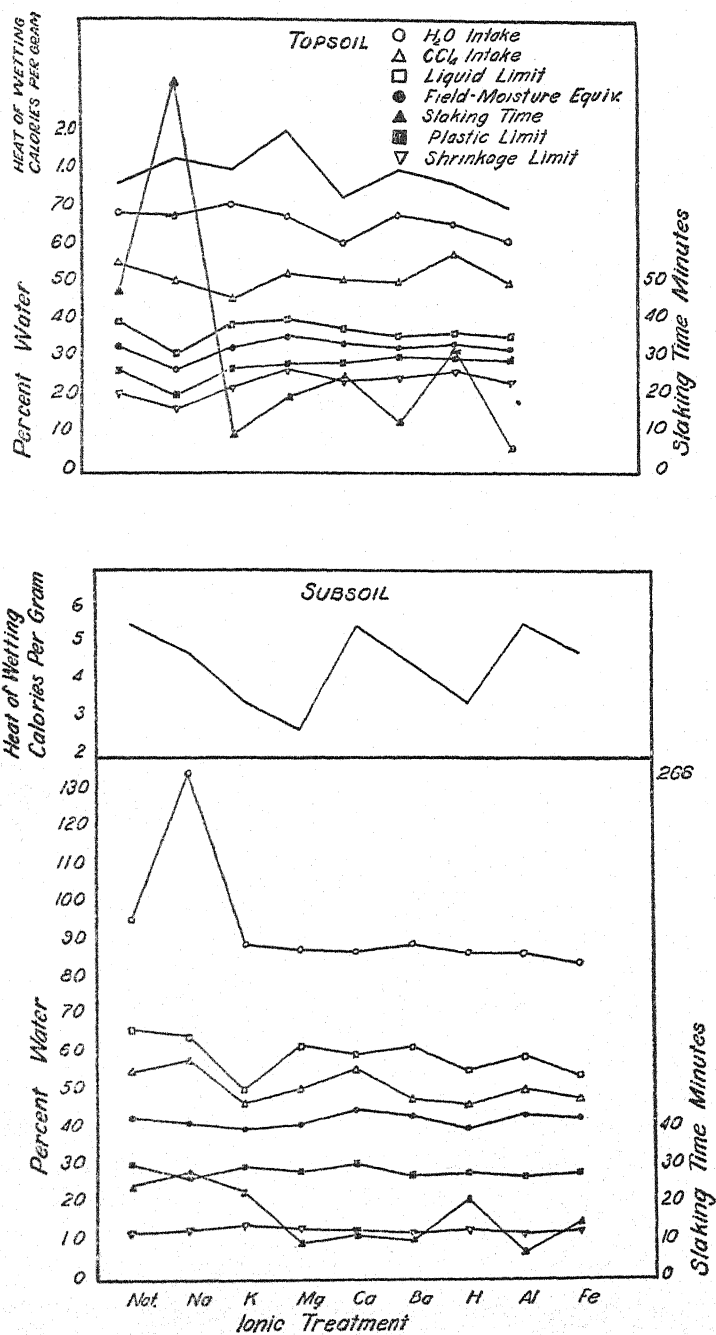 HEAT OF WETTING
CALORIES PER GRAM
TOPSOIL
H₂O Intake
CCl₄ Intake
Liquid Limit
Field-Moisture Equiv.
Slaking Time
Plastic Limit
Shrinkage Limit
2.0
1.0
70
60
50
40
30
20
10
0
Percent Water
50
40
30
20
10
0
Slaking Time Minutes
SUBSOIL
Heat of Wetting
Calories Per Gram
6
5
4
3
2
130
120
110
100
90
80
70
60
50
40
30
20
10
0
Percent Water
266
40
30
20
10
0
Slaking Time Minutes
Nat. Na K Mg Ca Ba H Al Fe
Ionic Treatment